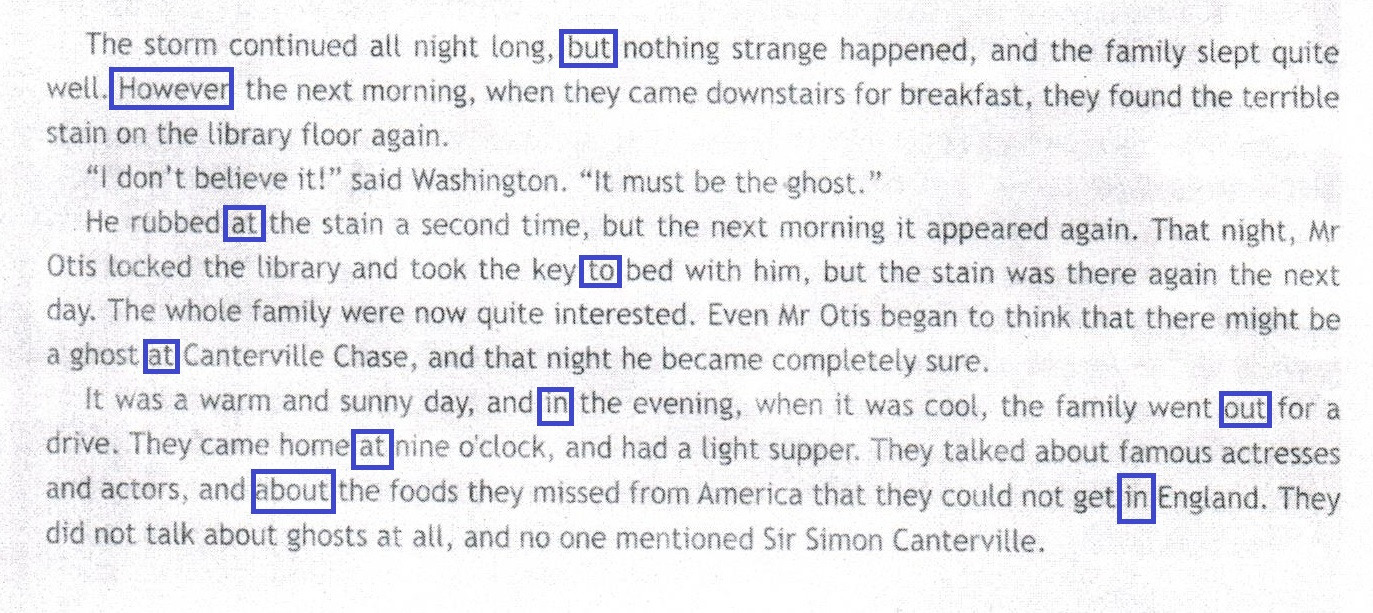 The storm continued all night long, but nothing strange happened, and the family slept quite
well. However the next morning, when they came downstairs for breakfast, they found the terrible
stain on the library floor again.
“I don't believe it!” said Washington. “It must be the ghost.”
He rubbed at the stain a second time, but the next morning it appeared again. That night, Mr
Otis locked the library and took the key to bed with him, but the stain was there again the next
day. The whole family were now quite interested. Even Mr Otis began to think that there might be
a ghost at Canterville Chase, and that night he became completely sure.
It was a warm and sunny day, and in the evening, when it was cool, the family went out for a
drive. They came home at nine o'clock, and had a light supper. They talked about famous actresses
and actors, and about the foods they missed from America that they could not get in England. They
did not talk about ghosts at all, and no one mentioned Sir Simon Canterville.